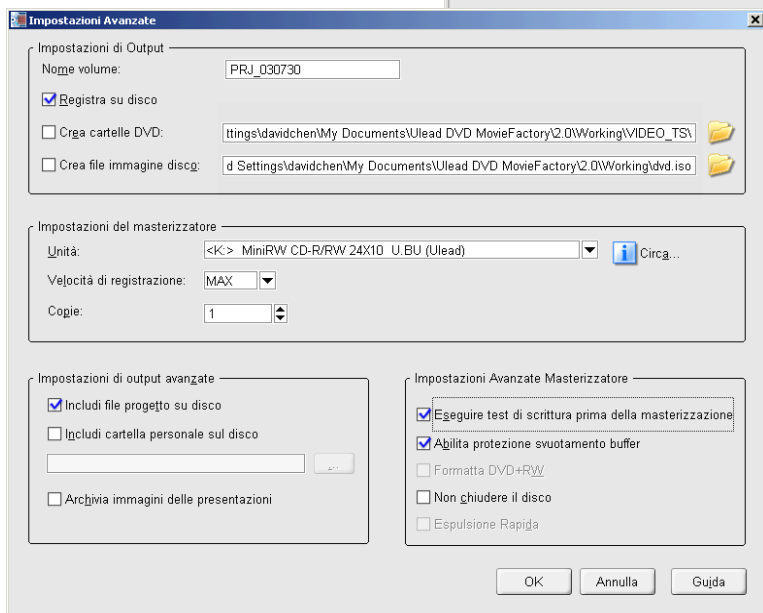 Impostazioni Avanzate
Impostazioni di Output
Nome volume: PRJ_030730
Registra su disco
Crea cartelle DVD: ttings\davidchen\My Documents\Ulead DVD MovieFactory\2.0\Working\VIDEO_TS\
Crea file immagine disco: d Settings\davidchen\My Documents\Ulead DVD MovieFactory\2.0\Working\dvd.iso
Impostazioni del masterizzatore
Unità: <K:> MiniRW CD-R/RW 24X10 U.BU (Ulead) Circa...
Velocità di registrazione: MAX
Copie: 1
Impostazioni di output avanzate
Includi file progetto su disco
Includi cartella personale sul disco
...
Archivia immagini delle presentazioni
Impostazioni Avanzate Masterizzatore
Eseguire test di scrittura prima della masterizzazione
Abilita protezione svuotamento buffer
Formatta DVD+RW
Non chiudere il disco
Espulsione Rapida
OK Annulla Guida